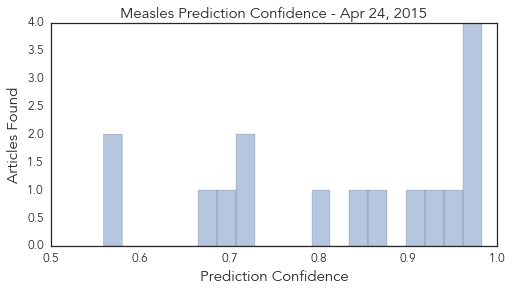 Measles Prediction Confidence - Apr 24, 2015
Articles Found
4.0
3.5
3.0
2.5
2.0
1.5
1.0
0.5
0.0
0.5 0.6 0.7 0.8 0.9 1.0
Prediction Confidence